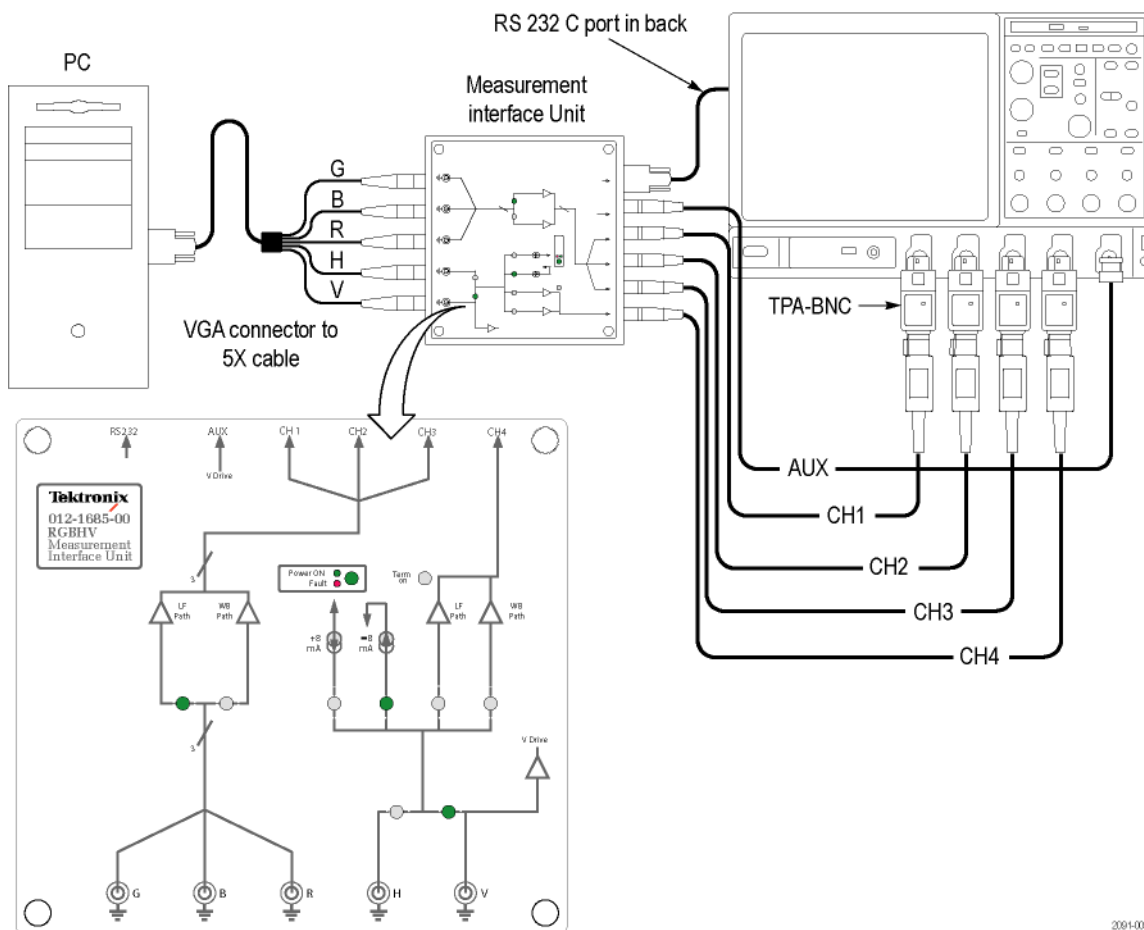 RS 232 C port in back
PC
Measurement
interface Unit
G
B
R
H
V
VGA connector to
5X cable
TPA-BNC
AUX
CH1
CH2
CH3
CH4
RS232
AUX
CH 1
CH2
CH3
CH4
V Drive
Tektronix
012-1685-00
RGBHV
Measurement
Interface Unit
3
Power ON
Fault
Term
on
LF
Path
WB
Path
+8
mA
-8
mA
LF
Path
WB
Path
3
V Drive
G
B
R
H
V
2091-00